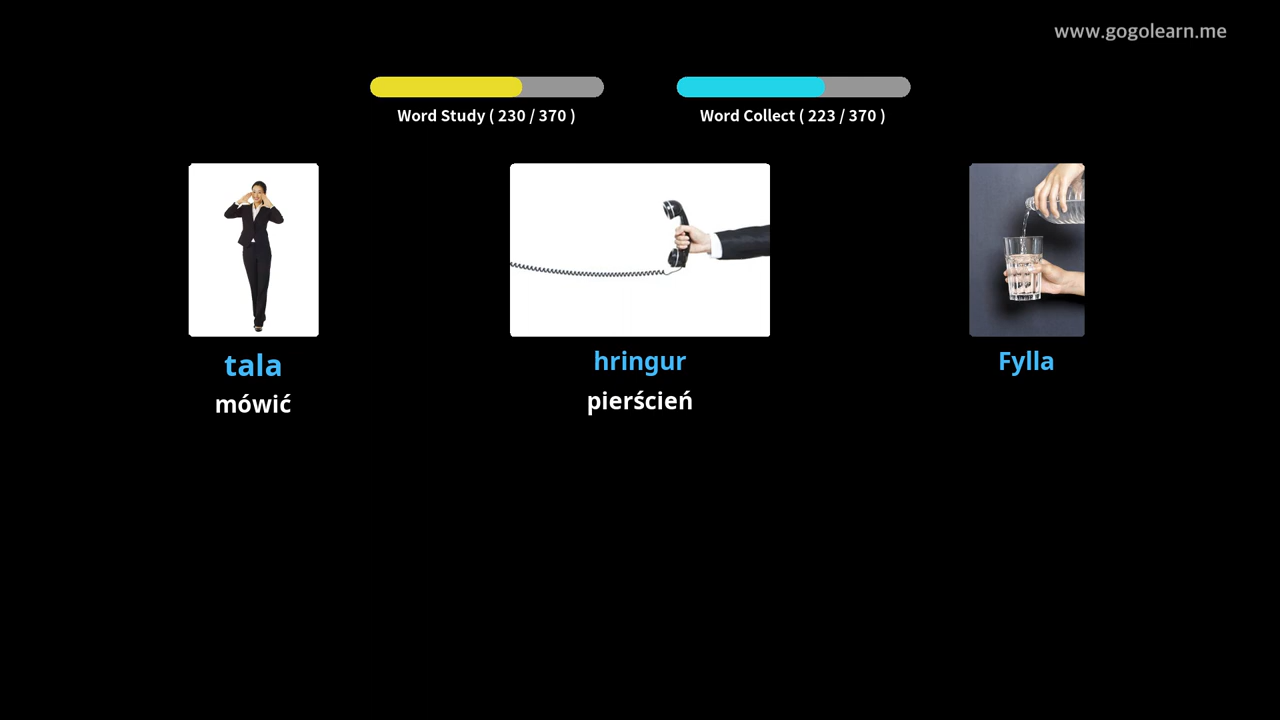 www.gogolearn.me
Word Study ( 230 / 370 )
Word Collect ( 223 / 370 )
tala
mówić
hringur
pierścień
Fylla